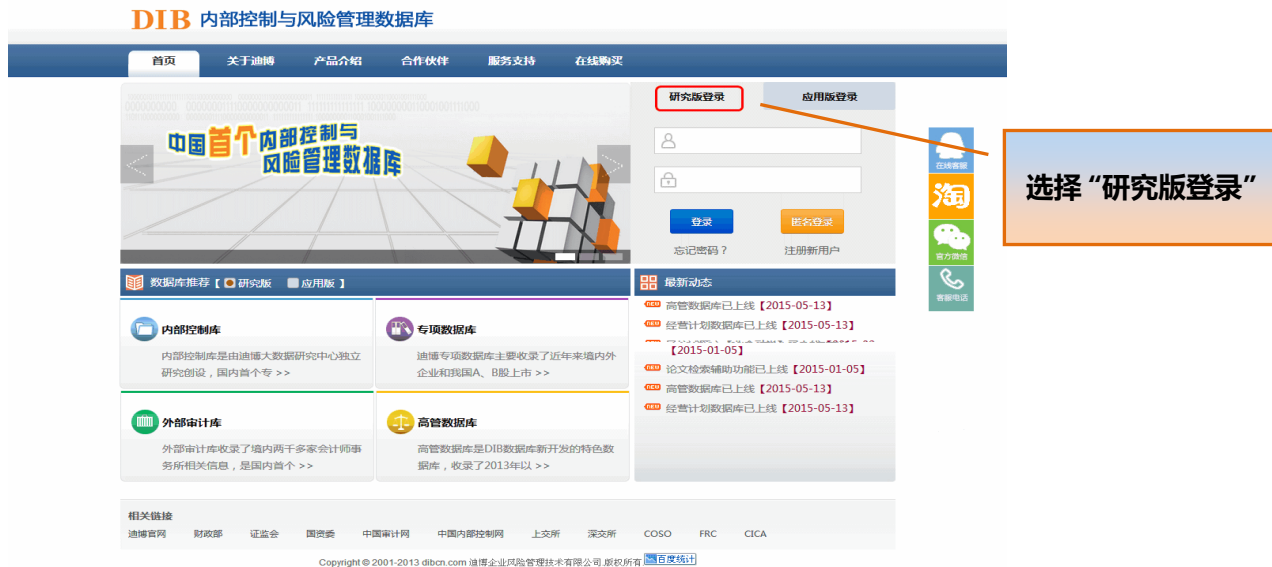 DIB 内部控制与风险管理数据库
首页 关于迪博 产品介绍 合作伙伴 服务支持 在线购买
研究版登录 应用版登录
中国首个内部控制与
风险管理数据库
登录 匿名登录
忘记密码？ 注册新用户
在线客服
淘
官方微信
客服电话
选择“研究版登录”
数据库推荐【 研究版 应用版 】
内部控制库
内部控制库是由迪博大数据研究中心独立
研究创设，国内首个专 >>
专项数据库
迪博专项数据库主要收录了近年来境内外
企业和我国A、B股上市 >>
外部审计库
外部审计库收录了境内两千多家会计师事
务所相关信息，是国内首个 >>
高管数据库
高管数据库是DIB数据库新开发的特色数
据库，收录了2013年以 >>
最新动态
NEW 高管数据库已上线【2015-05-13】
NEW 经营计划数据库已上线【2015-05-13】
【2015-01-05】
NEW 论文检索辅助功能已上线【2015-01-05】
NEW 高管数据库已上线【2015-05-13】
NEW 经营计划数据库已上线【2015-05-13】
相关链接
迪博官网 财政部 证监会 国资委 中国审计网 中国内部控制网 上交所 深交所 COSO FRC CICA
Copyright © 2001-2013 dibcn.com 迪博企业风险管理技术有限公司.版权所有 百度统计